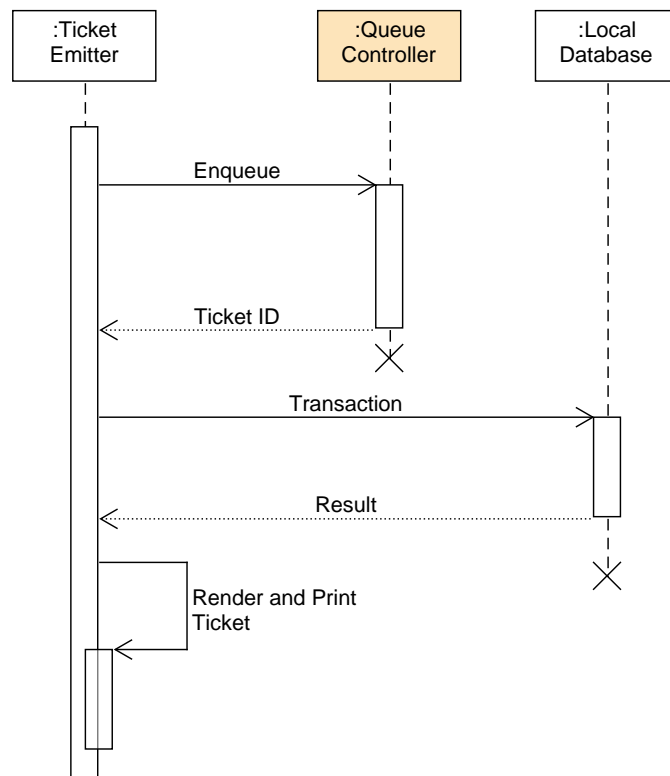 :Ticket
Emitter
:Queue
Controller
:Local
Database
Enqueue
Ticket ID
Transaction
Result
Render and Print
Ticket